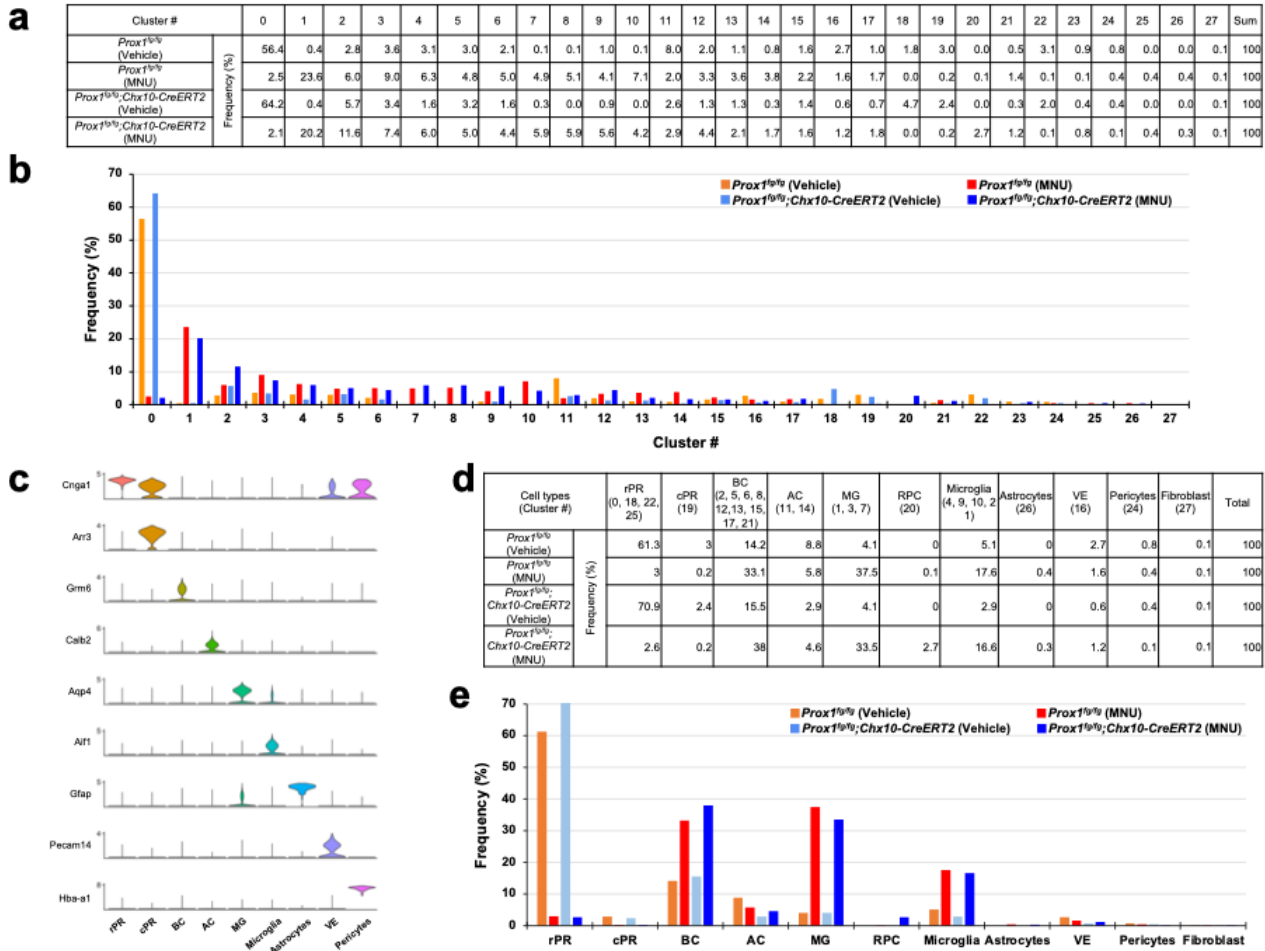 a
Cluster # 0 1 2 3 4 5 6 7 8 9 10 11 12 13 14 15 16 17 18 19 20 21 22 23 24 25 26 27 Sum
Prox1fg/fg (Vehicle) 56.4 0.4 2.8 3.6 3.1 3.0 2.1 0.1 0.1 1.0 0.1 8.0 2.0 1.1 0.8 1.6 2.7 1.0 1.8 3.0 0.0 0.5 3.1 0.9 0.8 0.0 0.0 0.1 100
Prox1fg/fg (MNU) 2.5 23.6 6.0 9.0 6.3 4.8 5.0 4.9 5.1 4.1 7.1 2.0 3.3 3.6 3.8 2.2 1.6 1.7 0.0 0.2 0.1 1.4 0.1 0.1 0.4 0.4 0.4 0.1 100
Prox1fg/fg;Chx10-CreERT2 (Vehicle) 64.2 0.4 5.7 3.4 1.6 3.2 1.6 0.3 0.0 0.9 0.0 2.6 1.3 1.3 0.3 1.4 0.6 0.7 4.7 2.4 0.0 0.3 2.0 0.4 0.4 0.0 0.0 0.1 100
Prox1fg/fg;Chx10-CreERT2 (MNU) 2.1 20.2 11.6 7.4 6.0 5.0 4.4 5.9 5.9 5.6 4.2 2.9 4.4 2.1 1.7 1.6 1.2 1.8 0.0 0.2 2.7 1.2 0.1 0.8 0.1 0.4 0.3 0.1 100
Frequency (%)
b
Prox1fg/fg (Vehicle) Prox1fg/fg (MNU)
Prox1fg/fg;Chx10-CreERT2 (Vehicle) Prox1fg/fg;Chx10-CreERT2 (MNU)
Frequency (%)
70
60
50
40
30
20
10
0
0 1 2 3 4 5 6 7 8 9 10 11 12 13 14 15 16 17 18 19 20 21 22 23 24 25 26 27
Cluster #
c
Cnga1 5
Arr3
Grm6
Calb2
Aqp4
Aif1
Gfap
Pecam14
Hba-a1
rPR cPR BC AC MG Microglia Astrocytes VE Pericytes
d
Cell types (Cluster #) rPR (0, 18, 22, 25) cPR (19) BC (2, 5, 6, 8, 12,13, 15, 17, 21) AC (11, 14) MG (1, 3, 7) RPC (20) Microglia (4, 9, 10, 2 1) Astrocytes (26) VE (16) Pericytes (24) Fibroblast (27) Total
Prox1fg/fg (Vehicle) 61.3 3 14.2 8.8 4.1 0 5.1 0 2.7 0.8 0.1 100
Prox1fg/fg (MNU) 3 0.2 33.1 5.8 37.5 0.1 17.6 0.4 1.6 0.4 0.1 100
Prox1fg/fg; Chx10-CreERT2 (Vehicle) 70.9 2.4 15.5 2.9 4.1 0 2.9 0 0.6 0.4 0.1 100
Prox1fg/fg; Chx10-CreERT2 (MNU) 2.6 0.2 38 4.6 33.5 2.7 16.6 0.3 1.2 0.1 0.1 100
Frequency (%)
e
Prox1fg/fg (Vehicle) Prox1fg/fg (MNU)
Prox1fg/fg;Chx10-CreERT2 (Vehicle) Prox1fg/fg;Chx10-CreERT2 (MNU)
Frequency (%)
70
60
50
40
30
20
10
0
rPR cPR BC AC MG RPC Microglia Astrocytes VE Pericytes Fibroblast